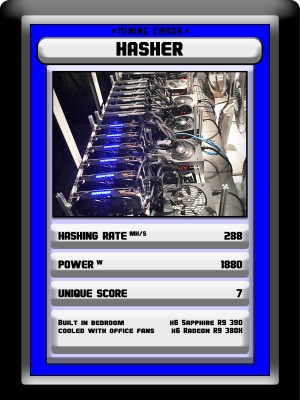 •MINING CARDS•
HASHER
HASHING RATE MH/S 288
POWER W 1880
UNIQUE SCORE 7
BUILT IN BEDROOM X6 SAPPHIRE R9 390
COOLED WITH OFFICE FANS X6 RADEON R9 380X